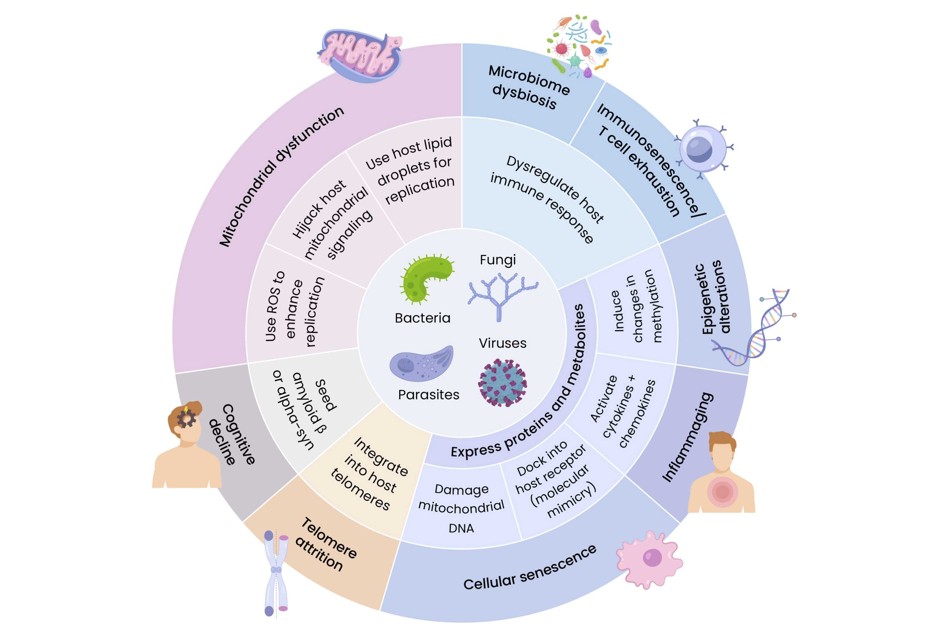 Microbiome
dysbiosis
Immunosenescence/
T cell exhaustion
Epigenetic
alterations
Inflammaging
Cellular senescence
Telomere
attrition
Cognitive
decline
Mitochondrial dysfunction
Use host lipid
droplets for
replication
Hijack host
mitochondrial
signaling
Use ROS to
enhance
replication
Seed
amyloid β
or alpha-syn
Integrate
into host
telomeres
Damage
mitochondrial
DNA
Dock into
host receptor
(molecular
mimicry)
Activate
cytokines +
chemokines
Induce
changes in
methylation
Dysregulate host
immune response
Express proteins and metabolites
Fungi
Bacteria
Viruses
Parasites